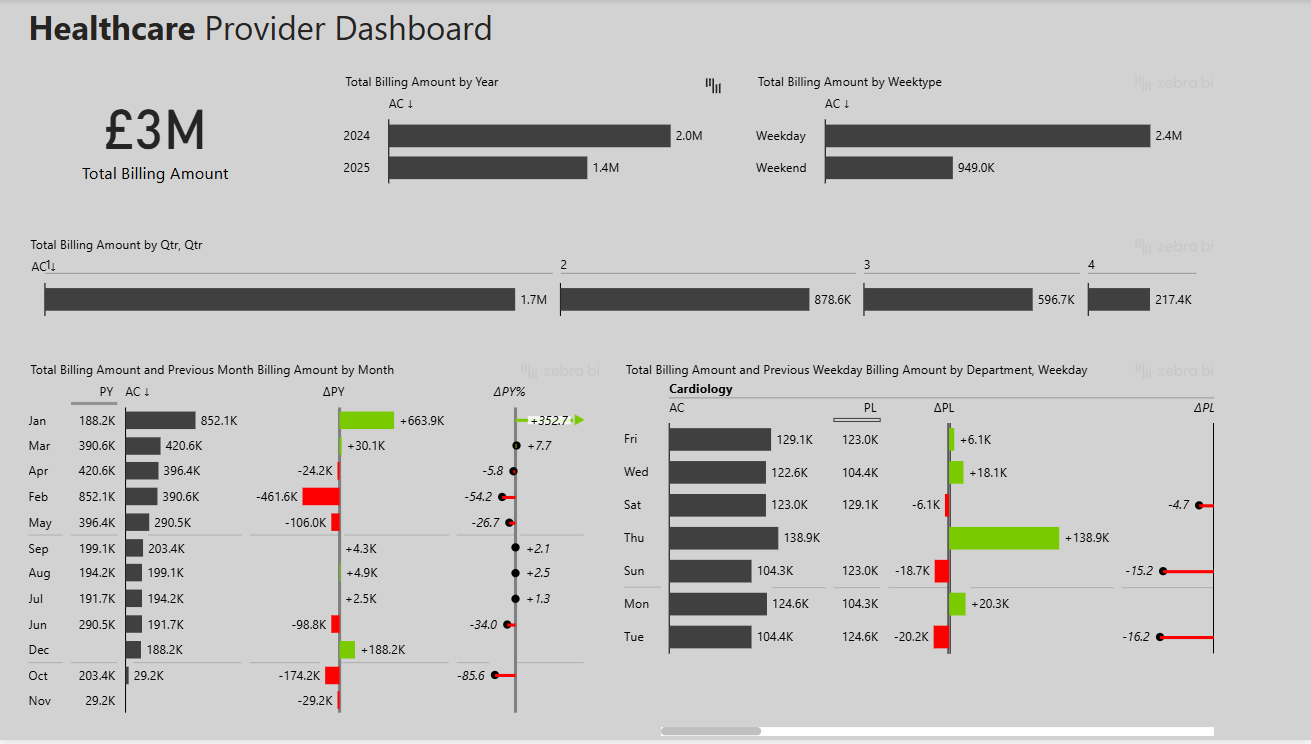 Healthcare Provider Dashboard
£3M
Total Billing Amount
Total Billing Amount by Year
AC ↓
2024 2.0M
2025 1.4M
Total Billing Amount by Weektype
zebra bi
AC ↓
Weekday 2.4M
Weekend 949.0K
Total Billing Amount by Qtr, Qtr
zebra bi
AC↓ 1 2 3 4
1.7M 878.6K 596.7K 217.4K
Total Billing Amount and Previous Month Billing Amount by Month
zebra bi
PY AC ↓ ΔPY ΔPY%
Jan 188.2K 852.1K +663.9K +352.7
Mar 390.6K 420.6K +30.1K +7.7
Apr 420.6K 396.4K -24.2K -5.8
Feb 852.1K 390.6K -461.6K -54.2
May 396.4K 290.5K -106.0K -26.7
Sep 199.1K 203.4K +4.3K +2.1
Aug 194.2K 199.1K +4.9K +2.5
Jul 191.7K 194.2K +2.5K +1.3
Jun 290.5K 191.7K -98.8K -34.0
Dec 188.2K +188.2K
Oct 203.4K 29.2K -174.2K -85.6
Nov 29.2K -29.2K
Total Billing Amount and Previous Weekday Billing Amount by Department, Weekday
zebra bi
Cardiology
AC PL ΔPL ΔPL
Fri 129.1K 123.0K +6.1K
Wed 122.6K 104.4K +18.1K
Sat 123.0K 129.1K -6.1K -4.7
Thu 138.9K +138.9K
Sun 104.3K 123.0K -18.7K -15.2
Mon 124.6K 104.3K +20.3K
Tue 104.4K 124.6K -20.2K -16.2